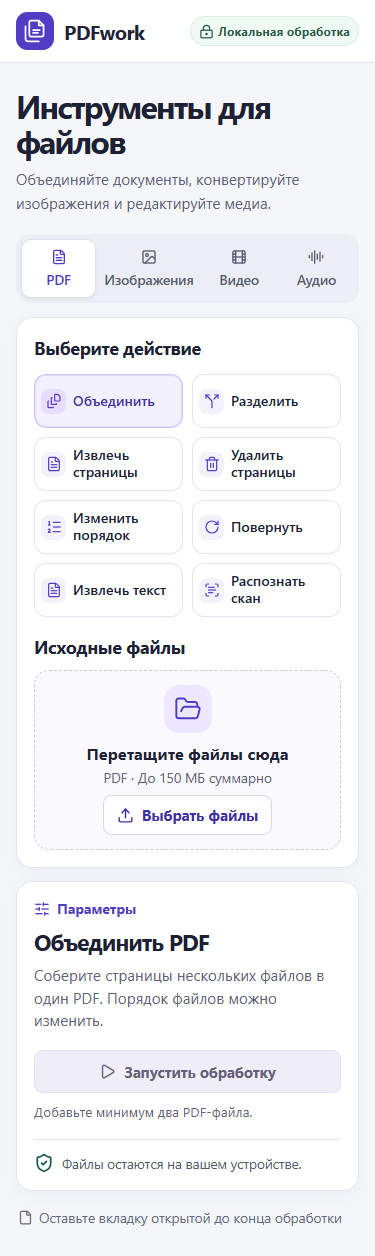 PDFwork
Локальная обработка
Инструменты для
файлов
Объединяйте документы, конвертируйте
изображения и редактируйте медиа.
PDF
Изображения
Видео
Аудио
Выберите действие
Объединить
Разделить
Извлечь
страницы
Удалить
страницы
Изменить
порядок
Повернуть
Извлечь текст
Распознать
скан
Исходные файлы
Перетащите файлы сюда
PDF · До 150 МБ суммарно
Выбрать файлы
Параметры
Объединить PDF
Соберите страницы нескольких файлов в
один PDF. Порядок файлов можно
изменить.
Запустить обработку
Добавьте минимум два PDF-файла.
Файлы остаются на вашем устройстве.
Оставьте вкладку открытой до конца обработки